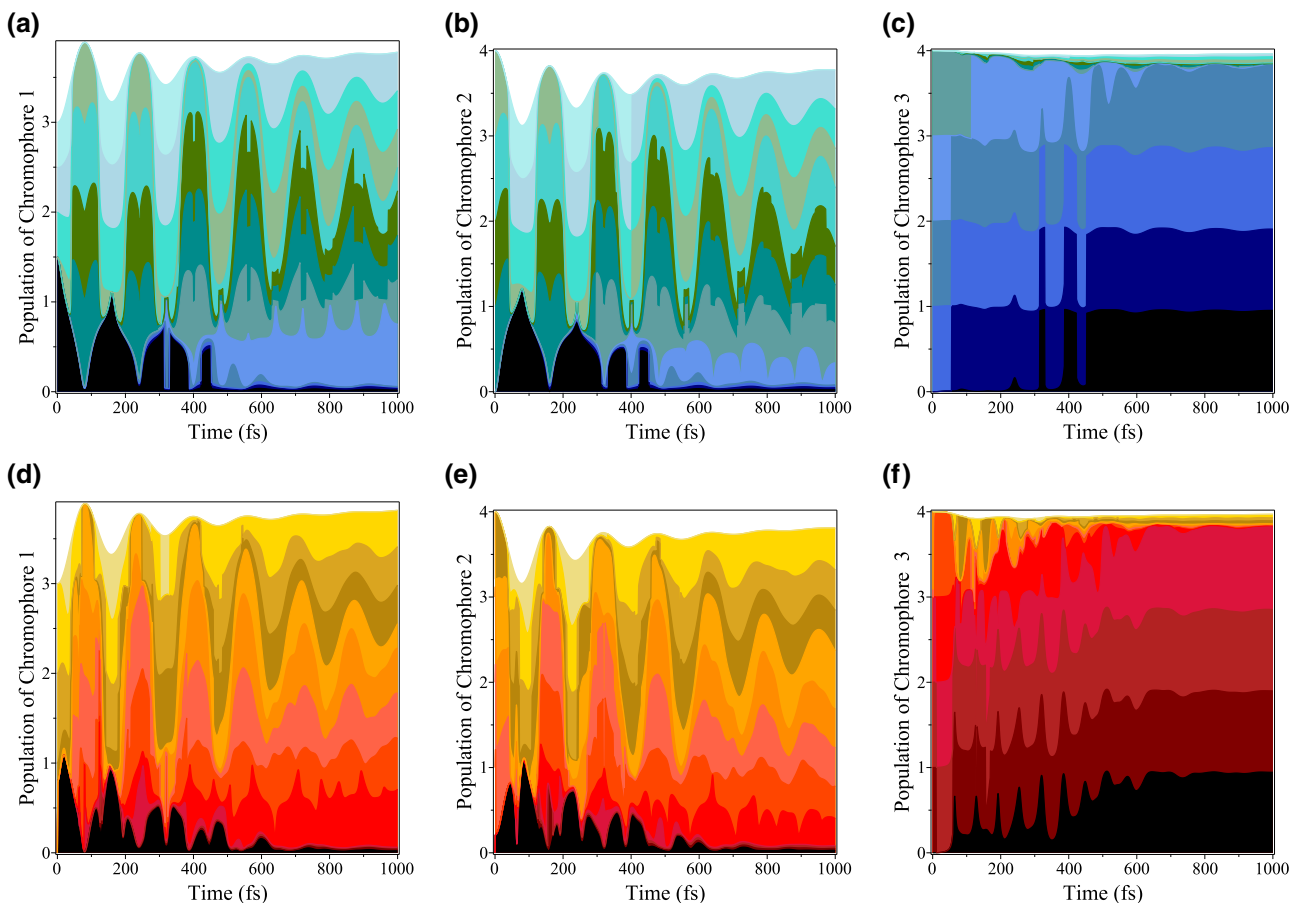 (a)
Population of Chromophore 1
3
2
1
0
0 200 400 600 800 1000
Time (fs)
(b)
Population of Chromophore 2
4
3
2
1
0
0 200 400 600 800 1000
Time (fs)
(c)
Population of Chromophore 3
4
3
2
1
0
0 200 400 600 800 1000
Time (fs)
(d)
Population of Chromophore 1
3
2
1
0
0 200 400 600 800 1000
Time (fs)
(e)
Population of Chromophore 2
4
3
2
1
0
0 200 400 600 800 1000
Time (fs)
(f)
Population of Chromophore 3
4
3
2
1
0
0 200 400 600 800 1000
Time (fs)